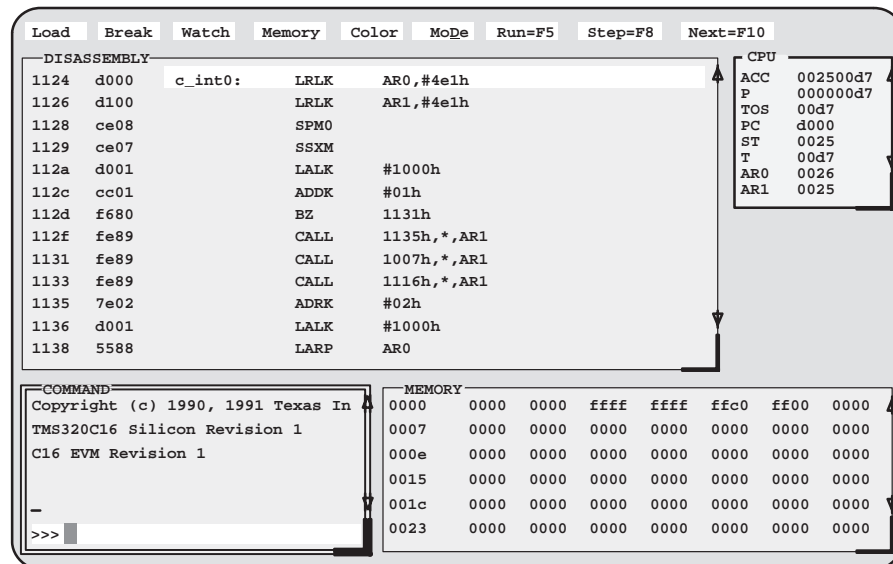 Load Break Watch Memory Color MoDe Run=F5 Step=F8 Next=F10
DISASSEMBLY
1124 d000 c_int0: LRLK AR0,#4e1h
1126 d100 LRLK AR1,#4e1h
1128 ce08 SPM0
1129 ce07 SSXM
112a d001 LALK #1000h
112c cc01 ADDK #01h
112d f680 BZ 1131h
112f fe89 CALL 1135h,*,AR1
1131 fe89 CALL 1007h,*,AR1
1133 fe89 CALL 1116h,*,AR1
1135 7e02 ADRK #02h
1136 d001 LALK #1000h
1138 5588 LARP AR0
CPU
ACC 002500d7
P 000000d7
TOS 00d7
PC d000
ST 0025
T 00d7
AR0 0026
AR1 0025
COMMAND
Copyright (c) 1990, 1991 Texas In
TMS320C16 Silicon Revision 1
C16 EVM Revision 1
>>>
MEMORY
0000 0000 0000 ffff ffff ffc0 ff00 0000
0007 0000 0000 0000 0000 0000 0000 0000
000e 0000 0000 0000 0000 0000 0000 0000
0015 0000 0000 0000 0000 0000 0000 0000
001c 0000 0000 0000 0000 0000 0000 0000
0023 0000 0000 0000 0000 0000 0000 0000